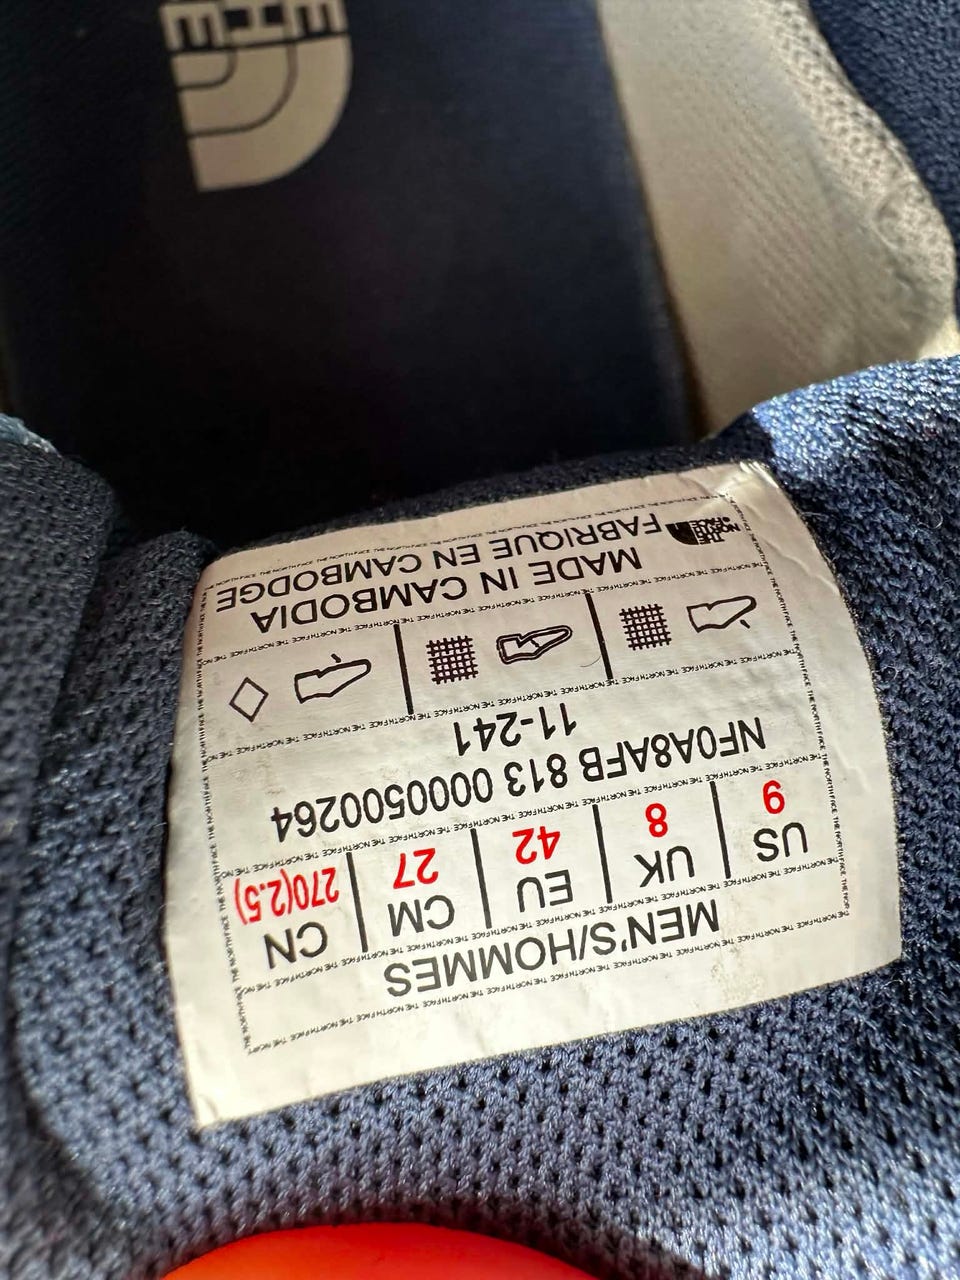 MEN'S/HOMMES
US UK EU CM CN
9 8 42 27 270(2.5)
NF0A8AFB 813 0000500264
11-241
MADE IN CAMBODIA
FABRIQUE EN CAMBODGE
THE
NORTH
FACE